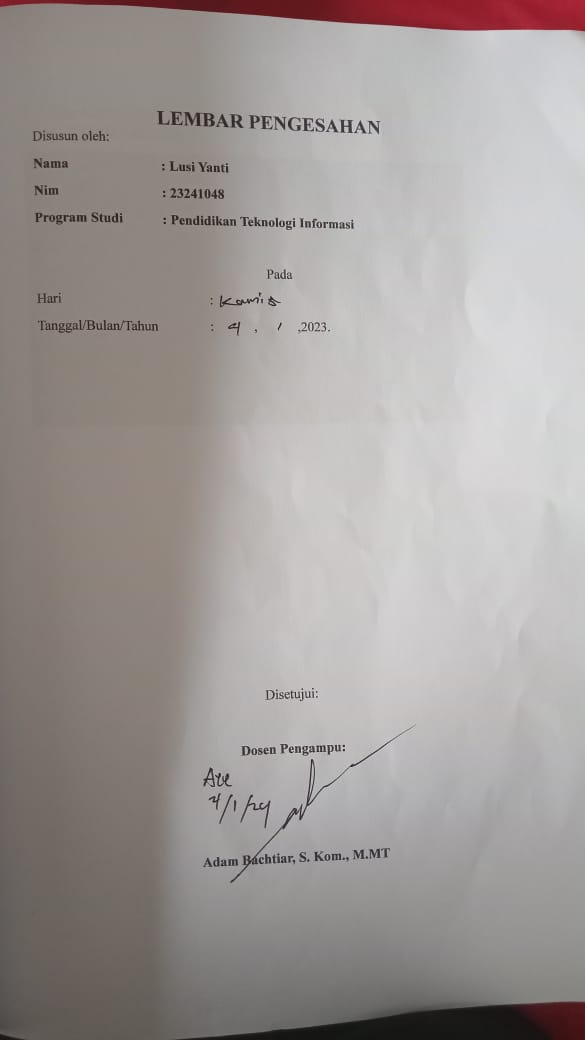 LEMBAR PENGESAHAN
Disusun oleh:
Nama : Lusi Yanti
Nim : 23241048
Program Studi : Pendidikan Teknologi Informasi
Pada
Hari : Kamis
Tanggal/Bulan/Tahun : 4 , 1 ,2023.
Disetujui:
Dosen Pengampu:
Acc
4/1/24
Adam Bachtiar, S. Kom., M.MT